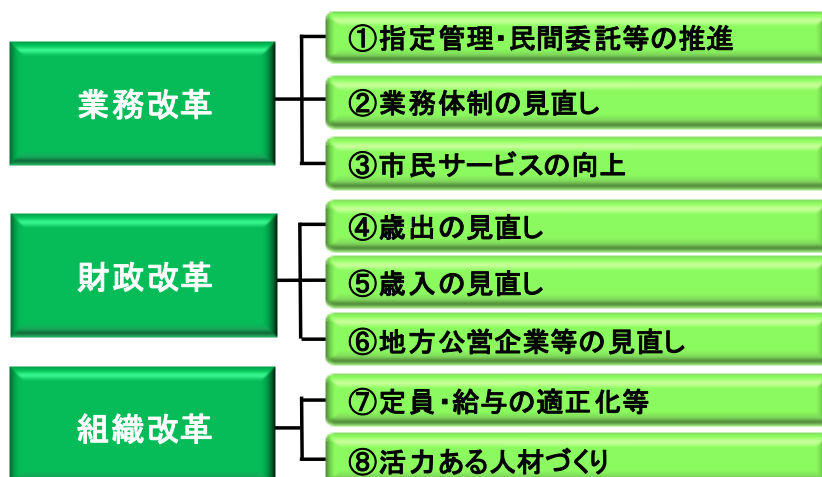 業務改革
①指定管理・民間委託等の推進
②業務体制の見直し
③市民サービスの向上
財政改革
④歳出の見直し
⑤歳入の見直し
⑥地方公営企業等の見直し
組織改革
⑦定員・給与の適正化等
⑧活力ある人材づくり